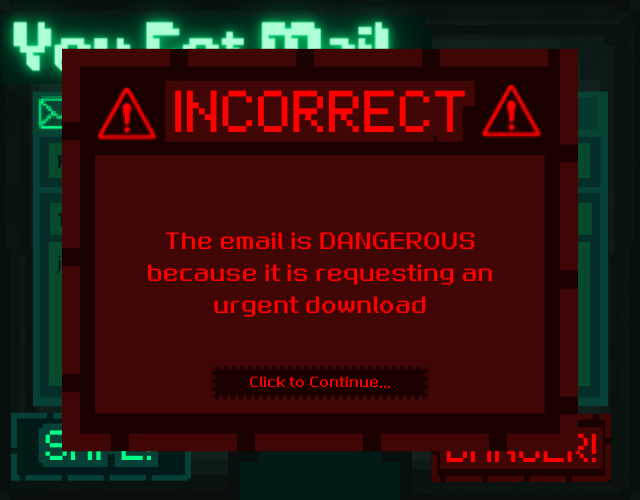 You Got Mail
INCORRECT
The email is DANGEROUS
because it is requesting an
urgent download
Click to Continue...
SAFE!
DANGER!